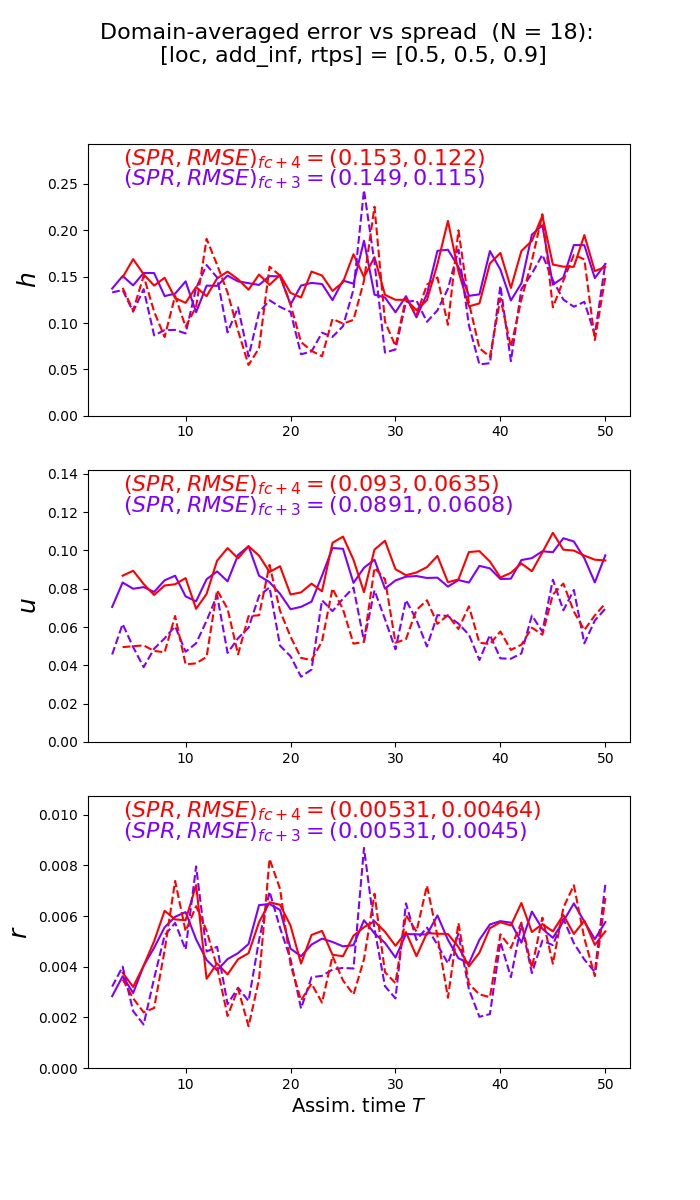 Domain-averaged error vs spread (N = 18):
[loc, add_inf, rtps] = [0.5, 0.5, 0.9]
(SPR, RMSE)fc+4 = (0.153, 0.122)
(SPR, RMSE)fc+3 = (0.149, 0.115)
h
0.25
0.20
0.15
0.10
0.05
0.00
10 20 30 40 50
(SPR, RMSE)fc+4 = (0.093, 0.0635)
(SPR, RMSE)fc+3 = (0.0891, 0.0608)
u
0.14
0.12
0.10
0.08
0.06
0.04
0.02
0.00
10 20 30 40 50
(SPR, RMSE)fc+4 = (0.00531, 0.00464)
(SPR, RMSE)fc+3 = (0.00531, 0.0045)
r
0.010
0.008
0.006
0.004
0.002
0.000
10 20 30 40 50
Assim. time T